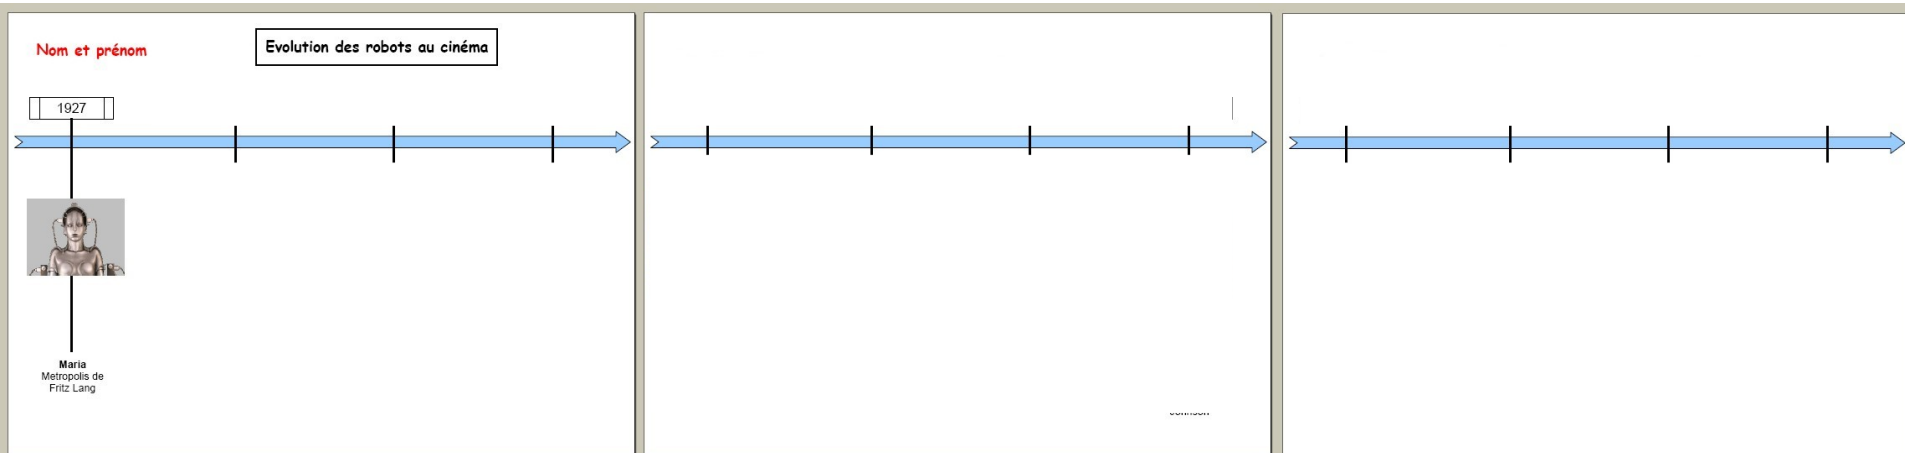 Nom et prénom
Evolution des robots au cinéma
1927
Maria
Metropolis de
Fritz Lang